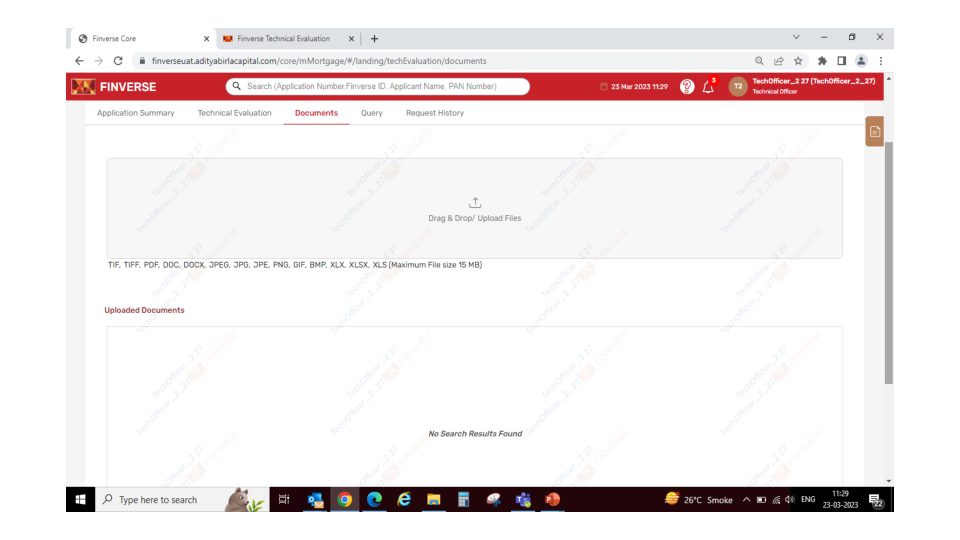 Finverse Core
Finverse Technical Evaluation
finverseuat.adityabirlacapital.com/core/mMortgage/#/landing/techEvaluation/documents
FINVERSE
Search (Application Number,Finverse ID, Applicant Name, PAN Number)
23 Mar 2023 11:29
3
T2
TechOfficer_2 27 (TechOfficer_2_27)
Technical Officer
Application Summary
Technical Evaluation
Documents
Query
Request History
Drag & Drop/ Upload Files
TIF, TIFF, PDF, DOC, DOCX, JPEG, JPG, JPE, PNG, GIF, BMP, XLX, XLSX, XLS (Maximum File size 15 MB)
Uploaded Documents
No Search Results Found
TechOfficer_2 27
TechOfficer_2_27
FINVERSE
Type here to search
26°C Smoke
ENG
11:29
23-03-2023
22